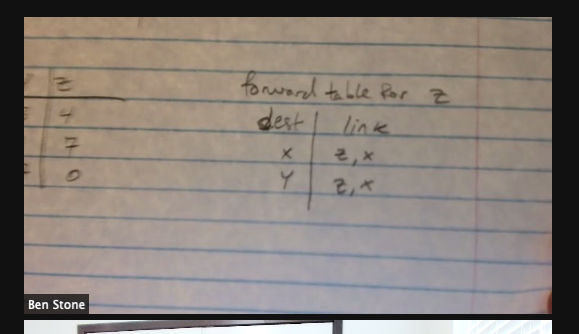 z
forward table for z
4
dest link
7
x z, x
0
y z, x
Ben Stone